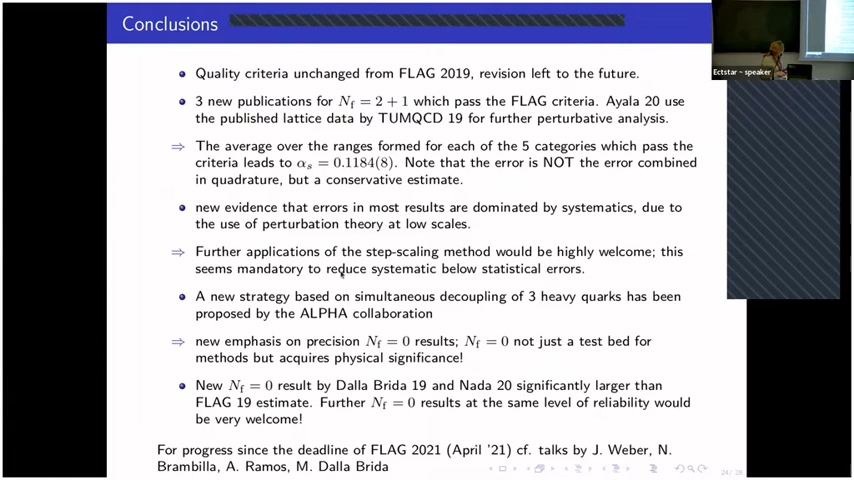 Conclusions
Ectstar ~ speaker
Quality criteria unchanged from FLAG 2019, revision left to the future.
3 new publications for N_f = 2 + 1 which pass the FLAG criteria. Ayala 20 use
the published lattice data by TUMQCD 19 for further perturbative analysis.
⇒ The average over the ranges formed for each of the 5 categories which pass the
criteria leads to α_s = 0.1184(8). Note that the error is NOT the error combined
in quadrature, but a conservative estimate.
new evidence that errors in most results are dominated by systematics, due to
the use of perturbation theory at low scales.
⇒ Further applications of the step-scaling method would be highly welcome; this
seems mandatory to reduce systematic below statistical errors.
A new strategy based on simultaneous decoupling of 3 heavy quarks has been
proposed by the ALPHA collaboration
⇒ new emphasis on precision N_f = 0 results; N_f = 0 not just a test bed for
methods but acquires physical significance!
New N_f = 0 result by Dalla Brida 19 and Nada 20 significantly larger than
FLAG 19 estimate. Further N_f = 0 results at the same level of reliability would
be very welcome!
For progress since the deadline of FLAG 2021 (April '21) cf. talks by J. Weber, N.
Brambilla, A. Ramos, M. Dalla Brida
24 / 28